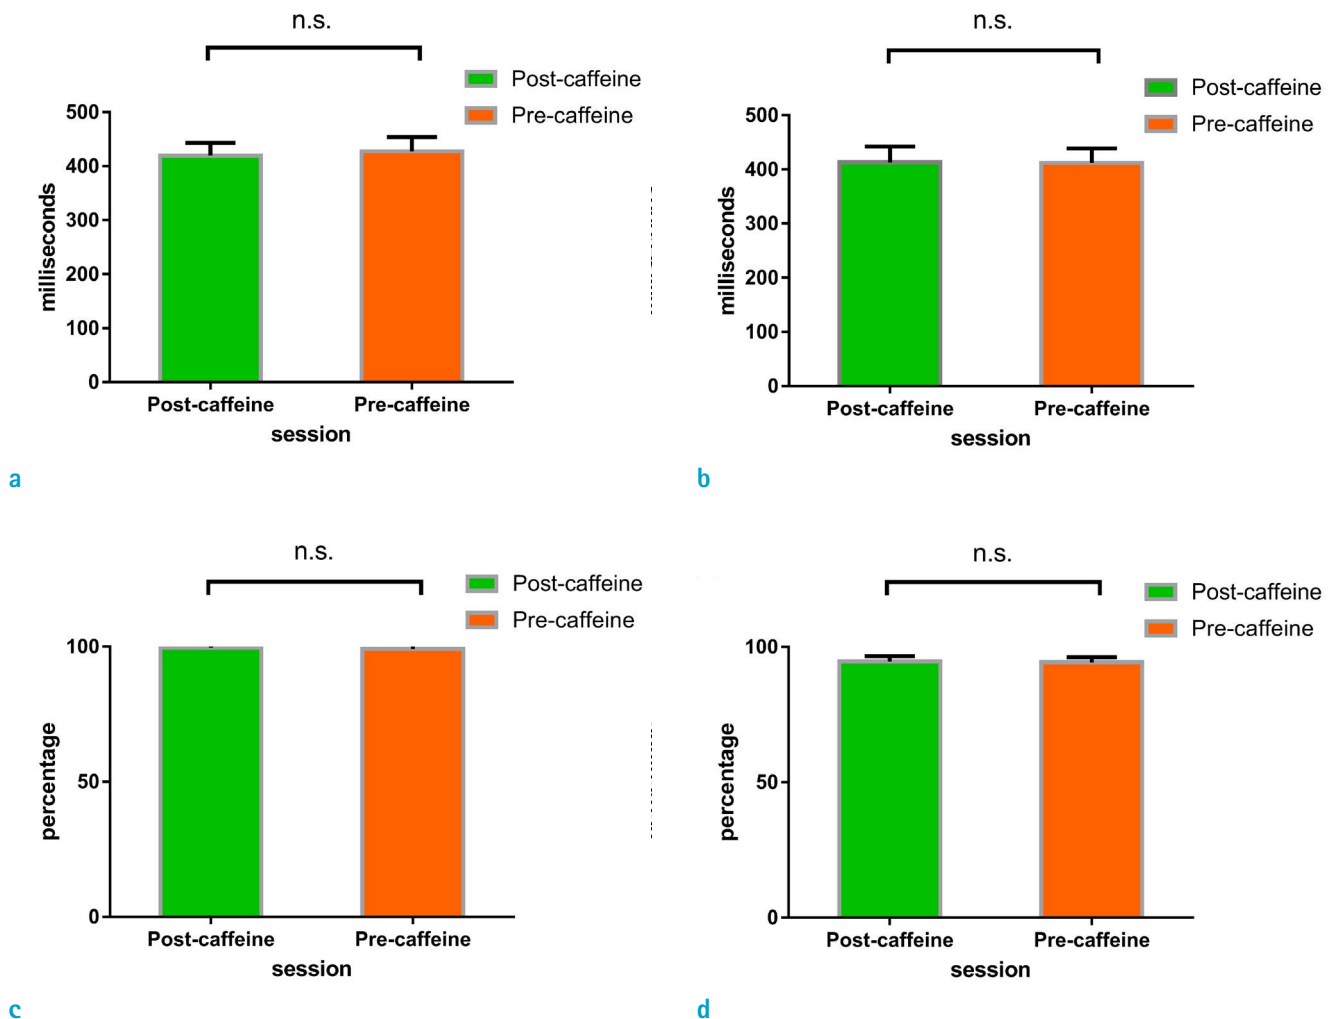 n.s.
Post-caffeine
Pre-caffeine
500
400
300
200
100
0
milliseconds
Post-caffeine Pre-caffeine
session
a
n.s.
Post-caffeine
Pre-caffeine
500
400
300
200
100
0
milliseconds
Post-caffeine Pre-caffeine
session
b
n.s.
Post-caffeine
Pre-caffeine
100
50
0
percentage
Post-caffeine Pre-caffeine
session
c
n.s.
Post-caffeine
Pre-caffeine
100
50
0
percentage
Post-caffeine Pre-caffeine
session
d